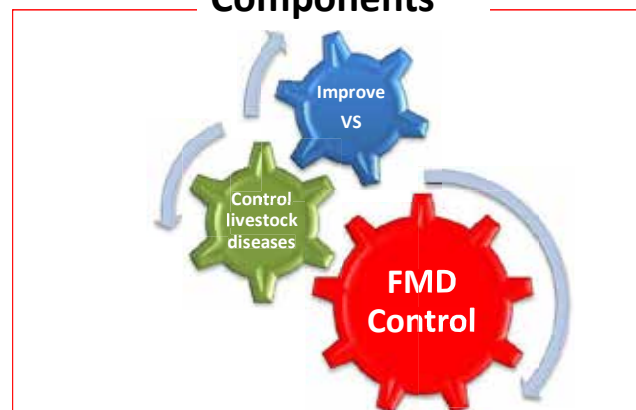 Components
Improve
VS
Control
livestock
diseases
FMD
Control